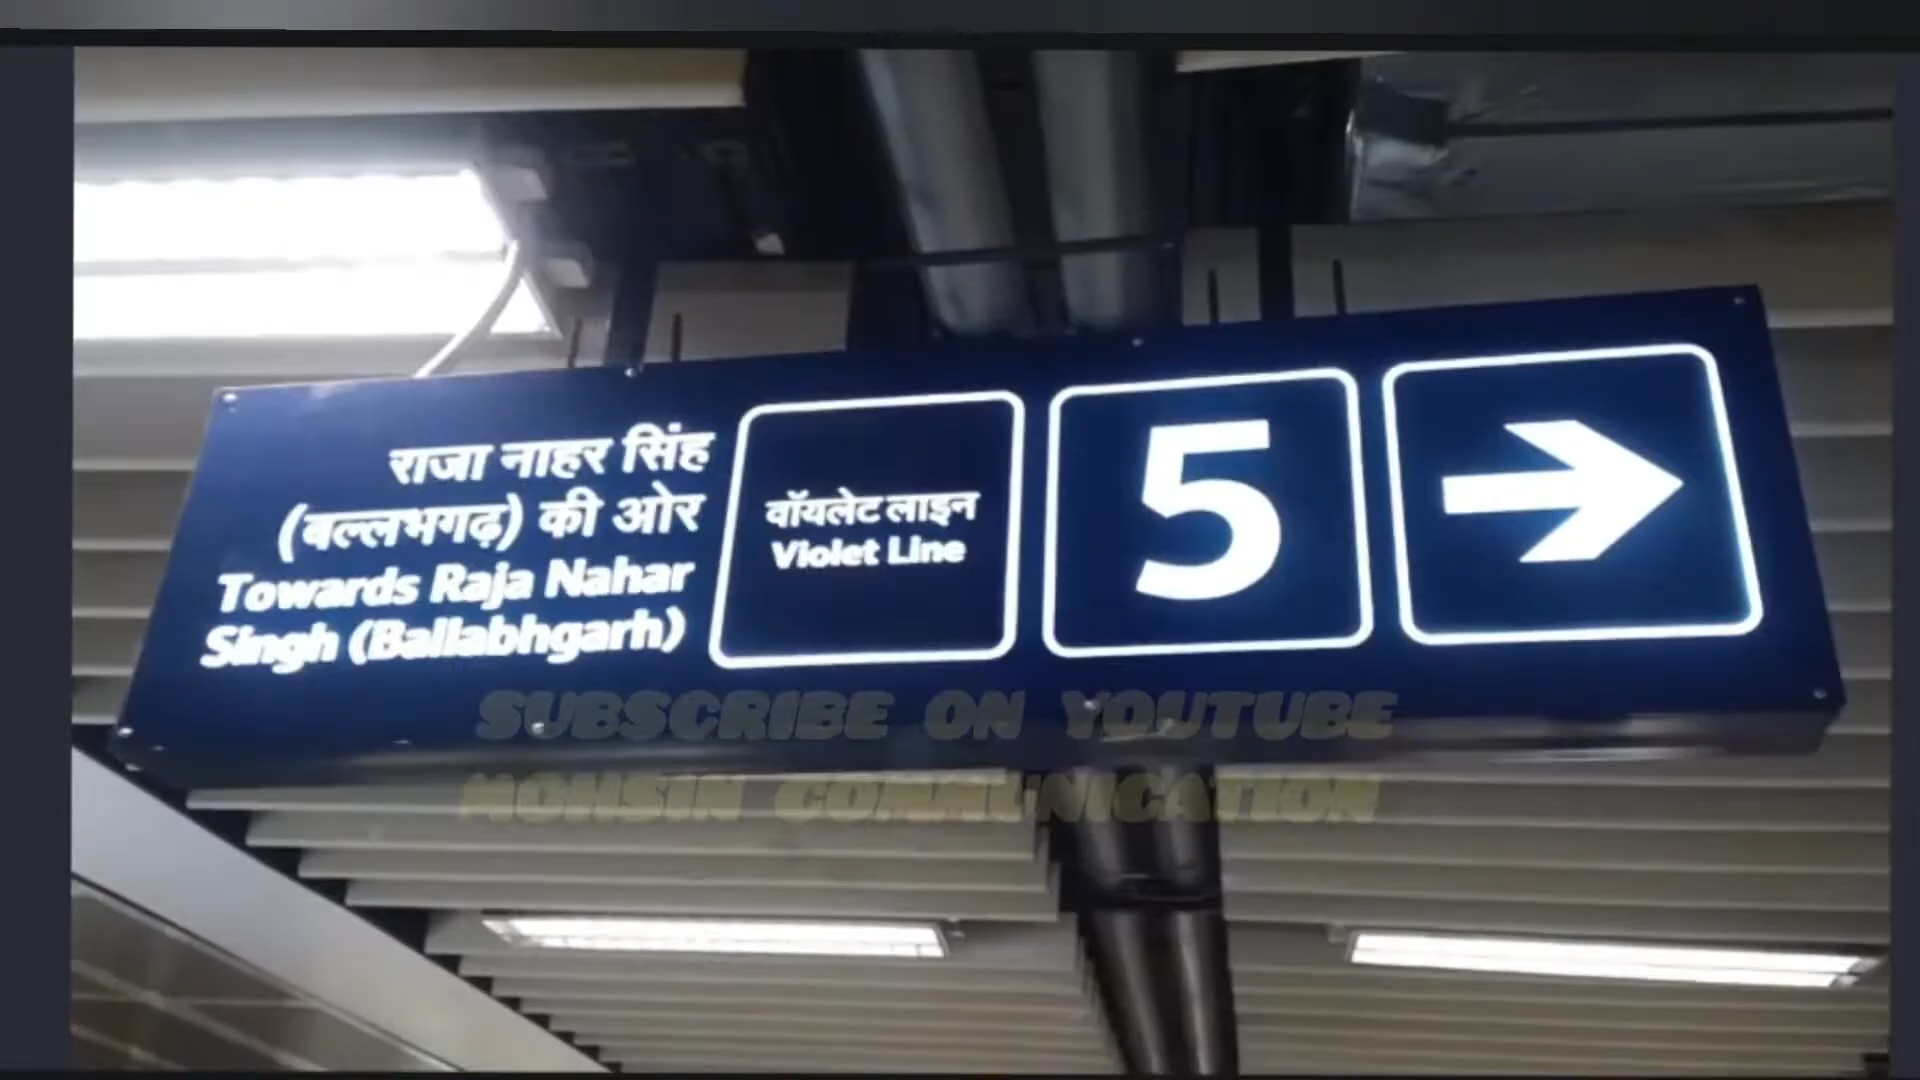 राजा नाहर सिंह
(बल्लभगढ़) की ओर
Towards Raja Nahar
Singh (Ballabhgarh)
वॉयलेट लाइन
Violet Line
5
SUBSCRIBE ON YOUTUBE
MOHSIN COMMUNICATION